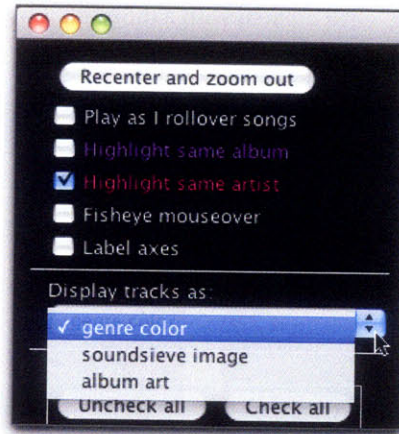 Recenter and zoom out
Play as I rollover songs
Highlight same album
Highlight same artist
Fisheye mouseover
Label axes
Display tracks as:
✓ genre color
soundsieve image
album art
Uncheck all Check all